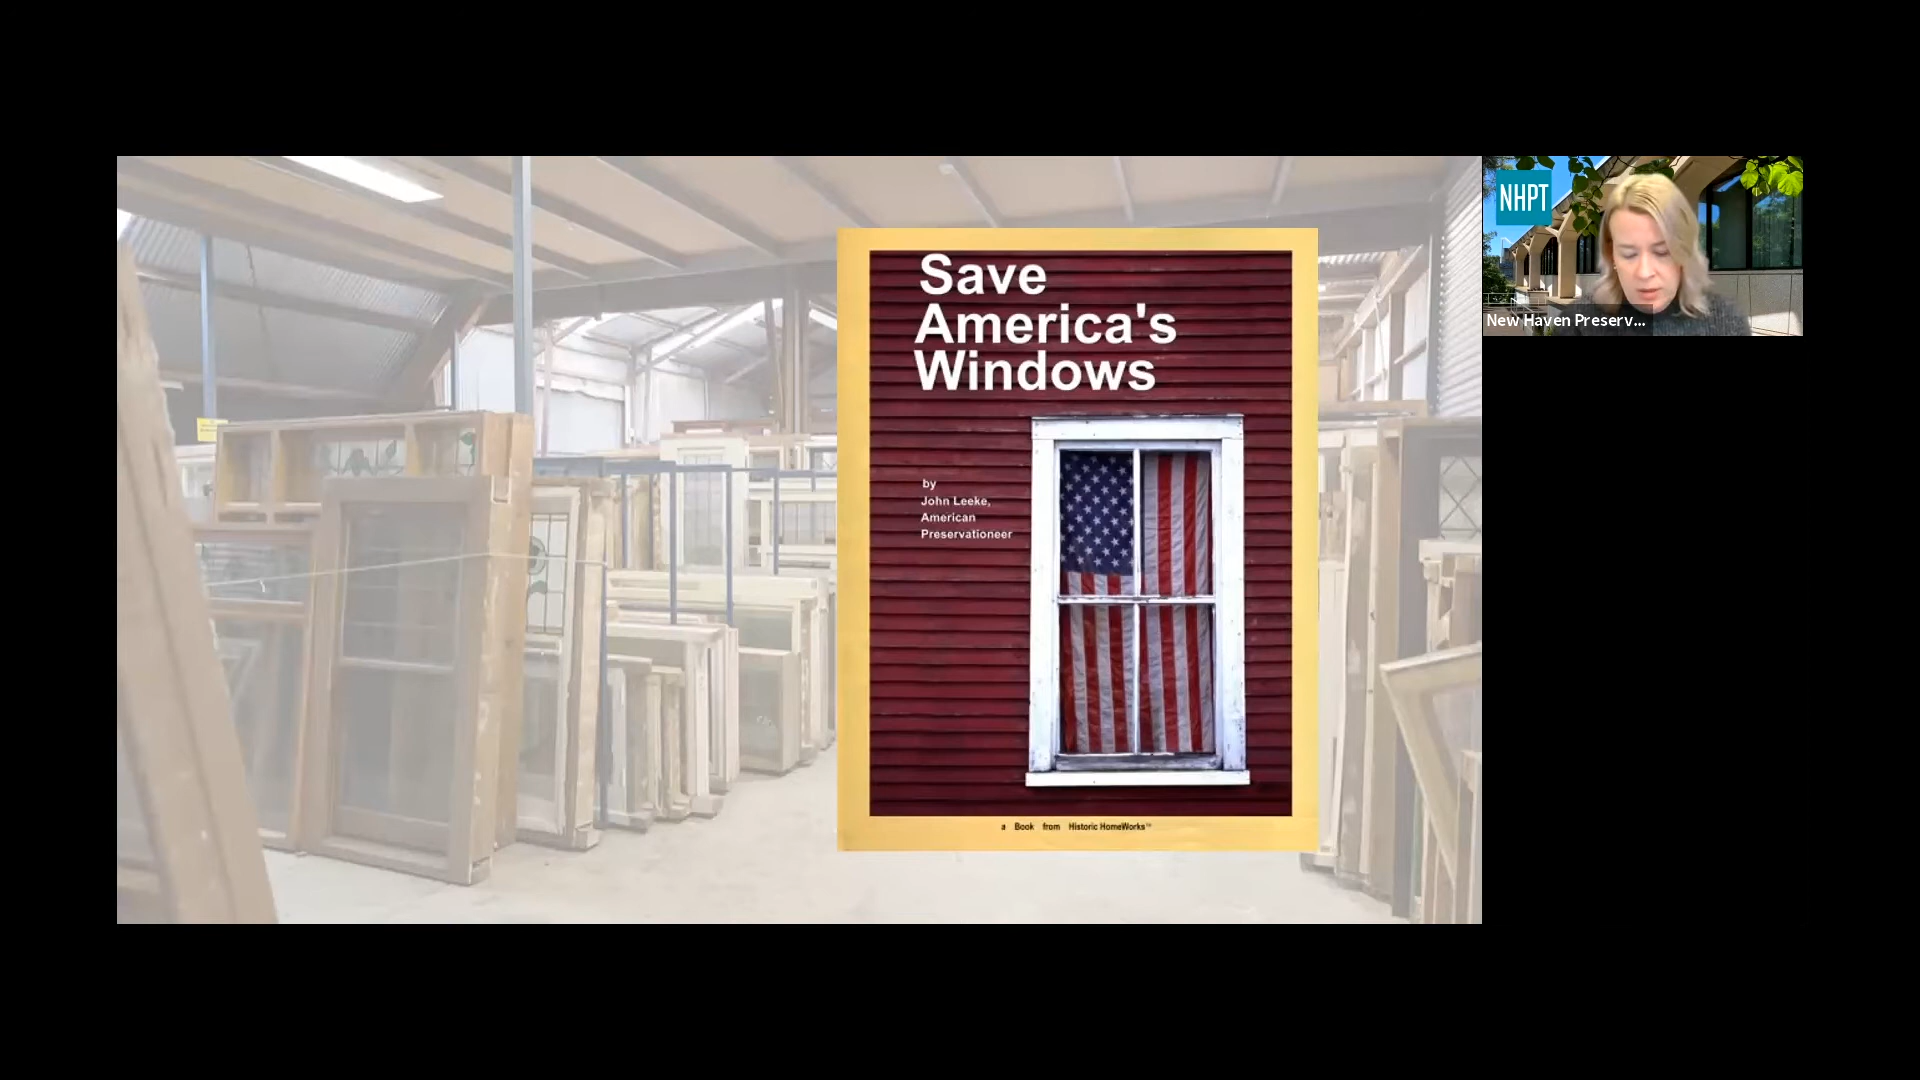 Save
America's
Windows
by
John Leeke,
American
Preservationeer
a Book from Historic HomeWorks™
NHPT
New Haven Preserv...